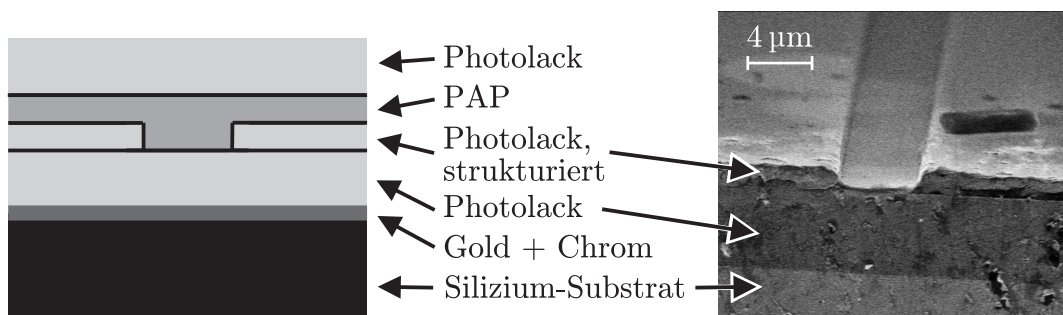 Photolack
PAP
Photolack,
strukturiert
Photolack
Gold + Chrom
Silizium-Substrat
4 µm